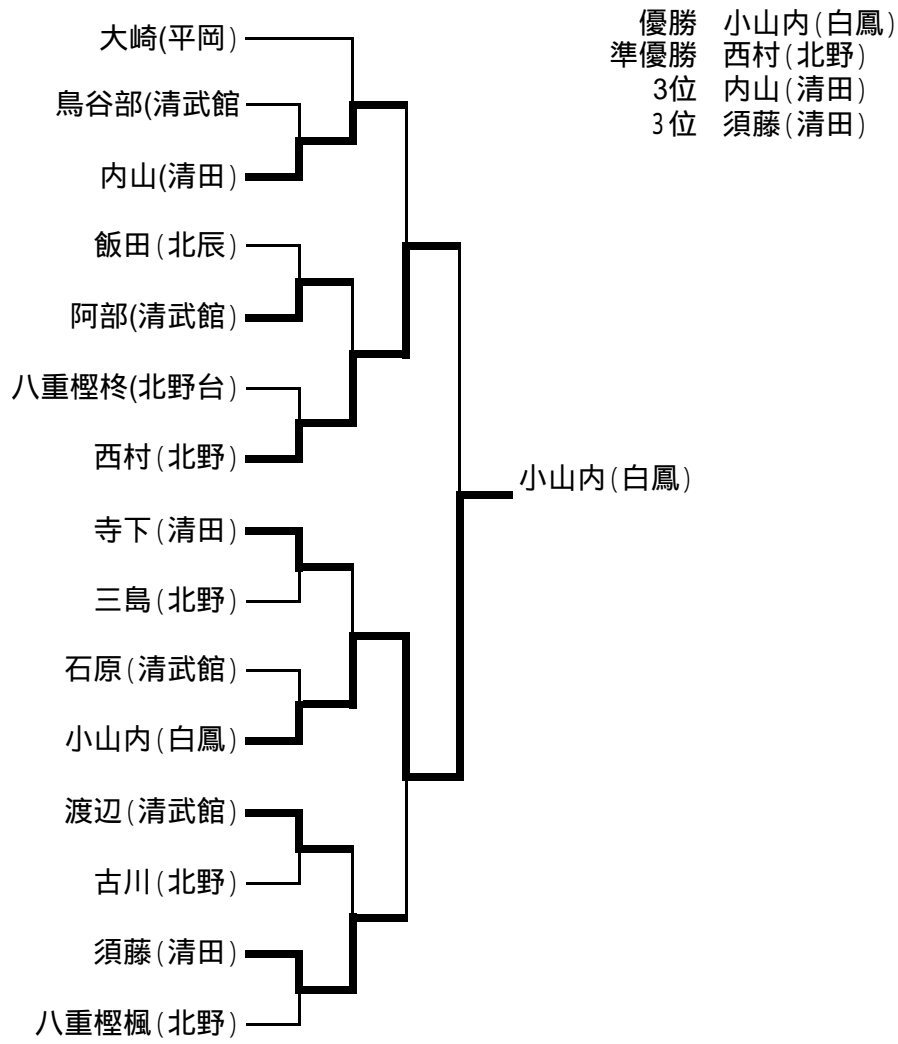 優勝 小山内(白鳳)
準優勝 西村(北野)
3位 内山(清田)
3位 須藤(清田)
大崎(平岡)
鳥谷部(清武館
内山(清田)
飯田(北辰)
阿部(清武館)
八重樫柊(北野台)
西村(北野)
小山内(白鳳)
寺下(清田)
三島(北野)
石原(清武館)
小山内(白鳳)
渡辺(清武館)
古川(北野)
須藤(清田)
八重樫楓(北野)